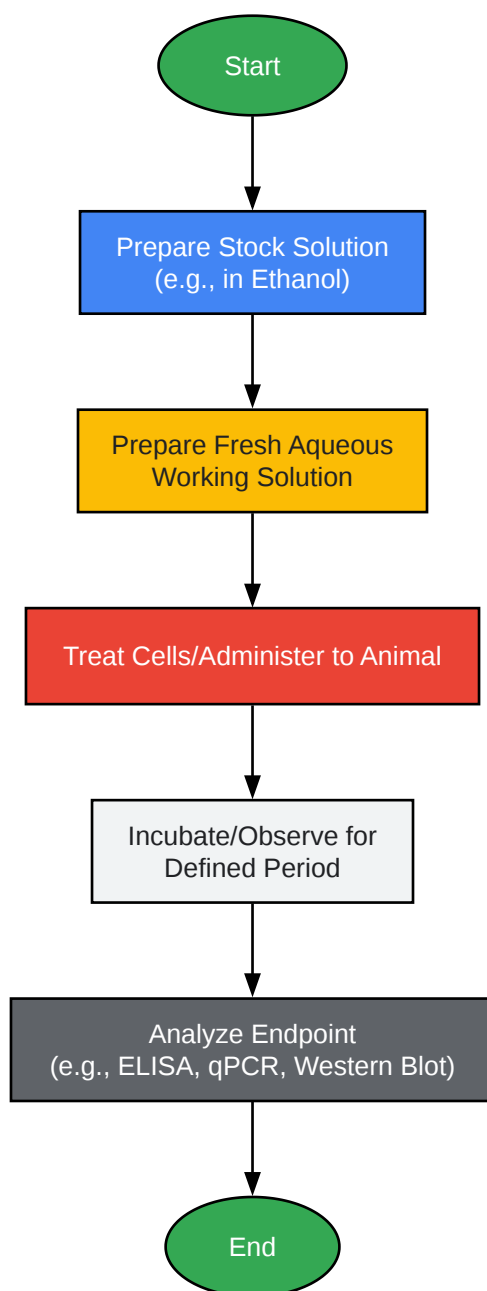 Start
Prepare Stock Solution
(e.g., in Ethanol)
Prepare Fresh Aqueous
Working Solution
Treat Cells/Administer to Animal
Incubate/Observe for
Defined Period
Analyze Endpoint
(e.g., ELISA, qPCR, Western Blot)
End